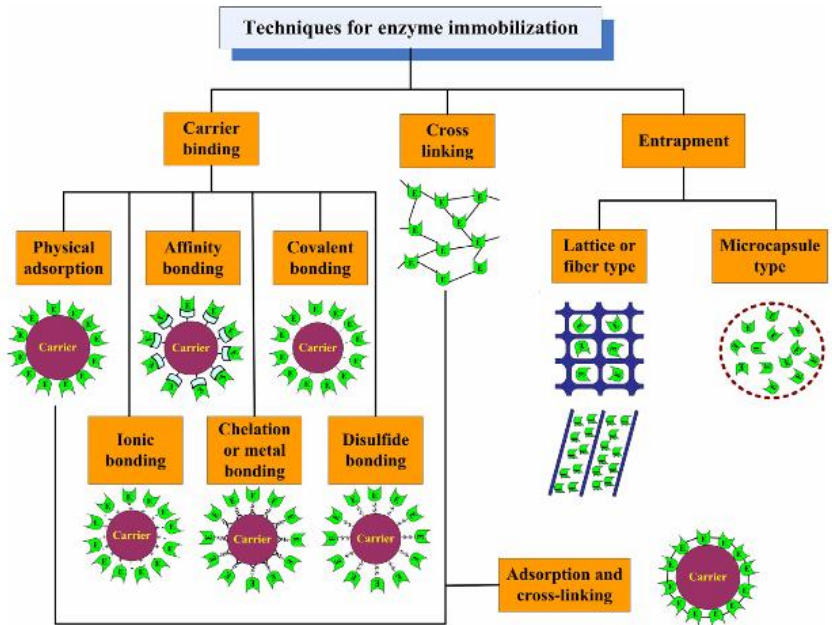 Techniques for enzyme immobilization
Carrier
binding
Cross
linking
Entrapment
Physical
adsorption
Affinity
bonding
Covalent
bonding
Lattice or
fiber type
Microcapsule
type
Carrier
Carrier
Carrier
Ionic
bonding
Chelation
or metal
bonding
Disulfide
bonding
Carrier
Carrier
Carrier
Adsorption and
cross-linking
Carrier